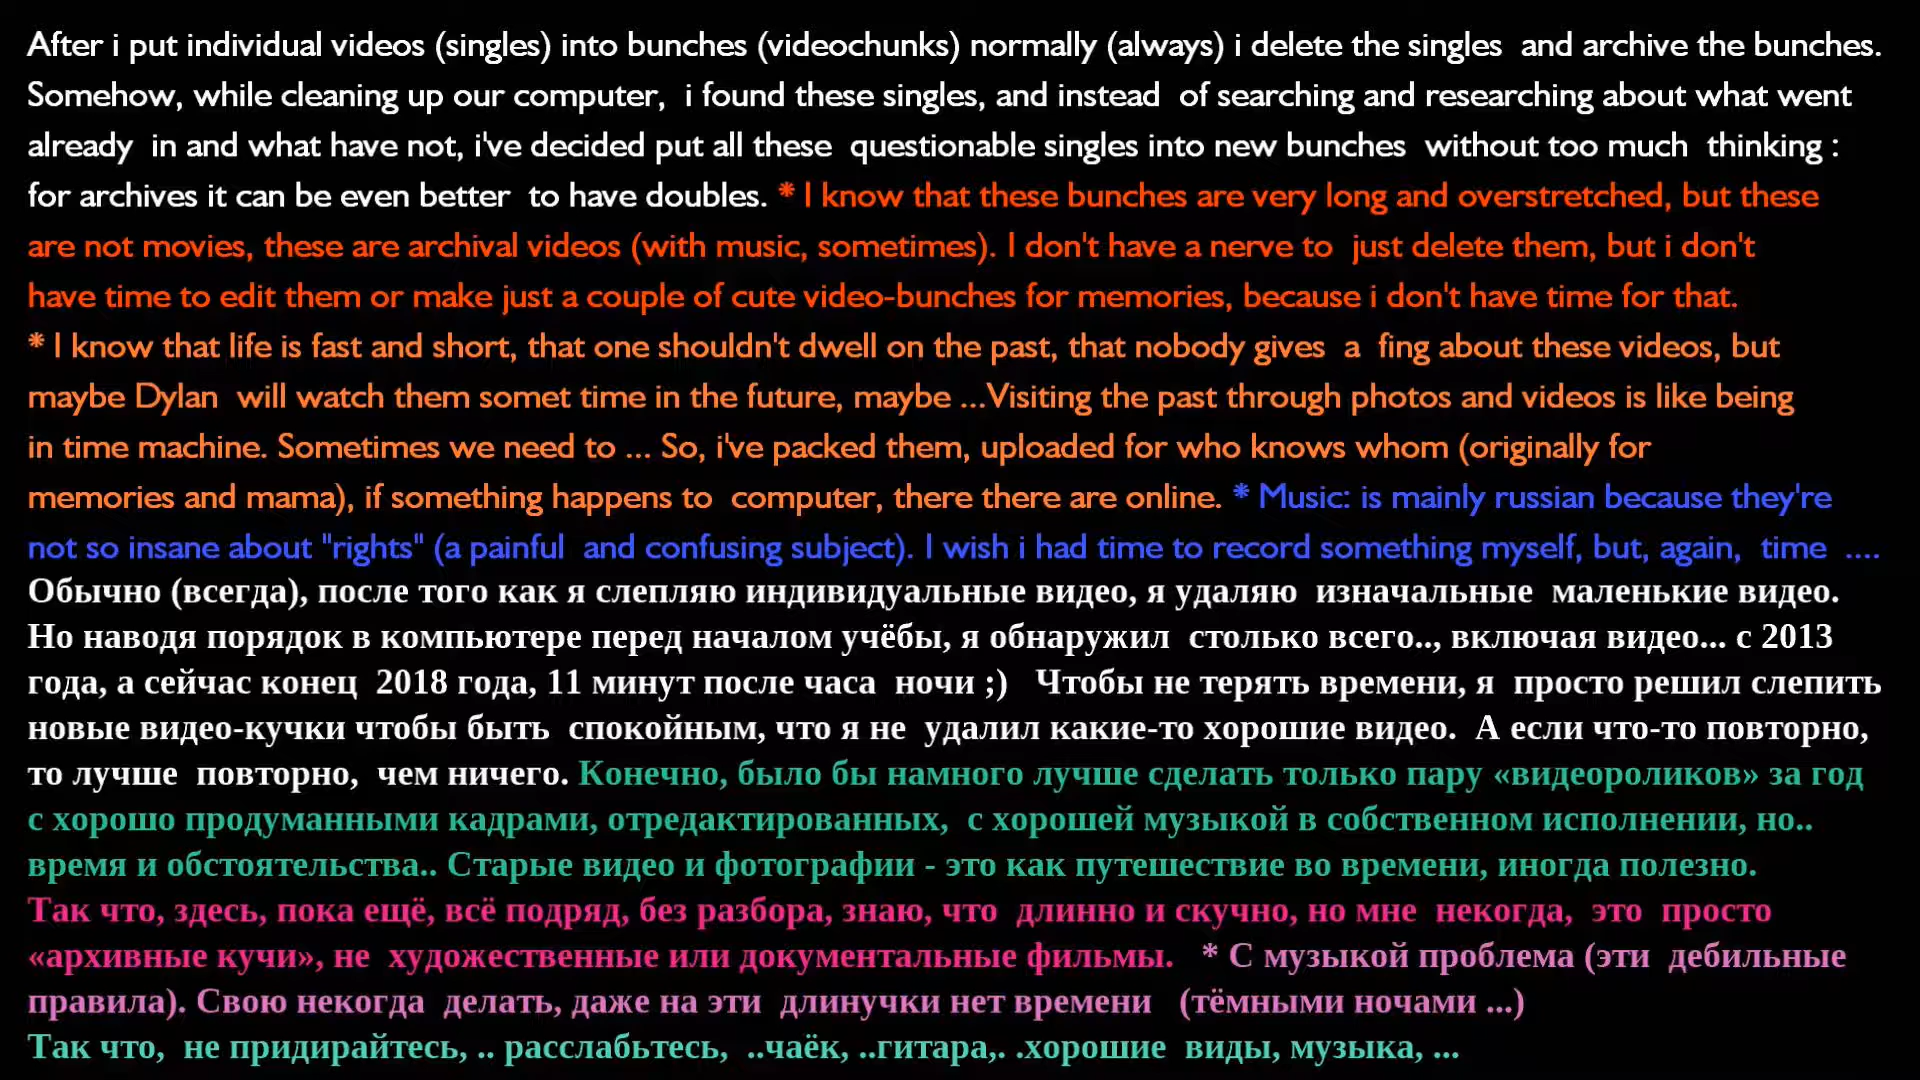 After i put individual videos (singles) into bunches (videochunks) normally (always) i delete the singles and archive the bunches.
Somehow, while cleaning up our computer, i found these singles, and instead of searching and researching about what went
already in and what have not, i've decided put all these questionable singles into new bunches without too much thinking :
for archives it can be even better to have doubles. * I know that these bunches are very long and overstretched, but these
are not movies, these are archival videos (with music, sometimes). I don't have a nerve to just delete them, but i don't
have time to edit them or make just a couple of cute video-bunches for memories, because i don't have time for that.
* I know that life is fast and short, that one shouldn't dwell on the past, that nobody gives a fing about these videos, but
maybe Dylan will watch them somet time in the future, maybe ...Visiting the past through photos and videos is like being
in time machine. Sometimes we need to ... So, i've packed them, uploaded for who knows whom (originally for
memories and mama), if something happens to computer, there there are online. * Music: is mainly russian because they're
not so insane about "rights" (a painful and confusing subject). I wish i had time to record something myself, but, again, time ....
Обычно (всегда), после того как я слепляю индивидуальные видео, я удаляю изначальные маленькие видео.
Но наводя порядок в компьютере перед началом учёбы, я обнаружил столько всего.., включая видео... с 2013
года, а сейчас конец 2018 года, 11 минут после часа ночи ;) Чтобы не терять времени, я просто решил слепить
новые видео-кучки чтобы быть спокойным, что я не удалил какие-то хорошие видео. А если что-то повторно,
то лучше повторно, чем ничего. Конечно, было бы намного лучше сделать только пару «видеороликов» за год
с хорошо продуманными кадрами, отредактированных, с хорошей музыкой в собственном исполнении, но..
время и обстоятельства.. Старые видео и фотографии - это как путешествие во времени, иногда полезно.
Так что, здесь, пока ещё, всё подряд, без разбора, знаю, что длинно и скучно, но мне некогда, это просто
«архивные кучи», не художественные или документальные фильмы. * С музыкой проблема (эти дебильные
правила). Свою некогда делать, даже на эти длинучки нет времени (тёмными ночами ...)
Так что, не придирайтесь, .. расслабьтесь, ..чаёк, ..гитара,. .хорошие виды, музыка, ...